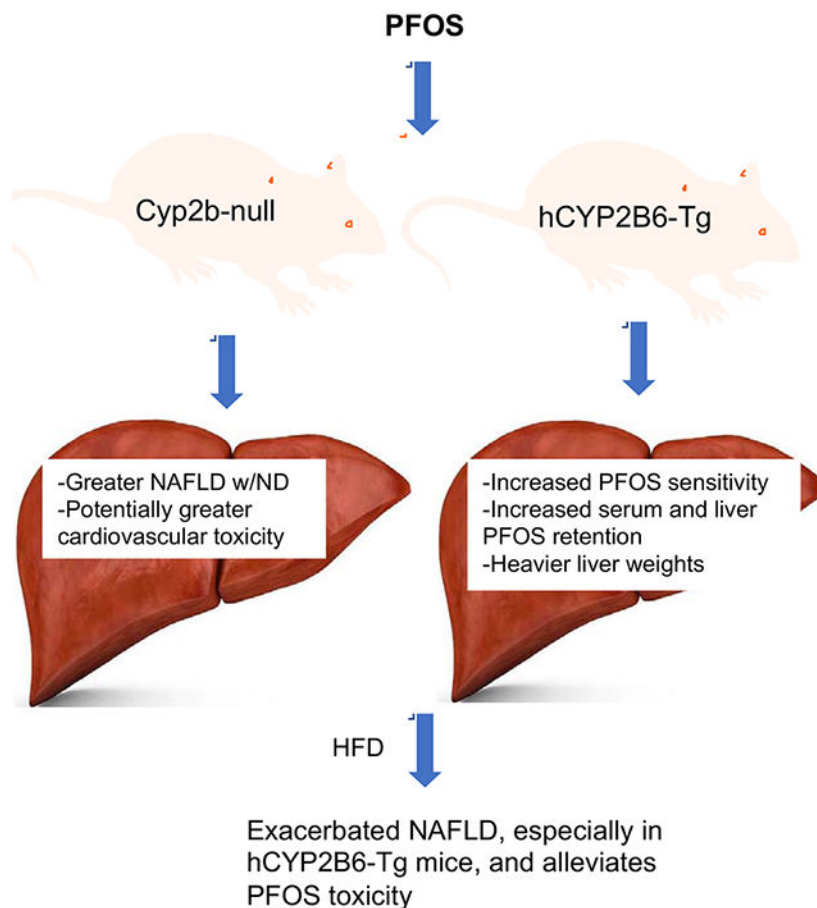 PFOS
Cyp2b-null
hCYP2B6-Tg
-Greater NAFLD w/ND
-Potentially greater
cardiovascular toxicity
-Increased PFOS sensitivity
-Increased serum and liver
PFOS retention
-Heavier liver weights
HFD
Exacerbated NAFLD, especially in
hCYP2B6-Tg mice, and alleviates
PFOS toxicity